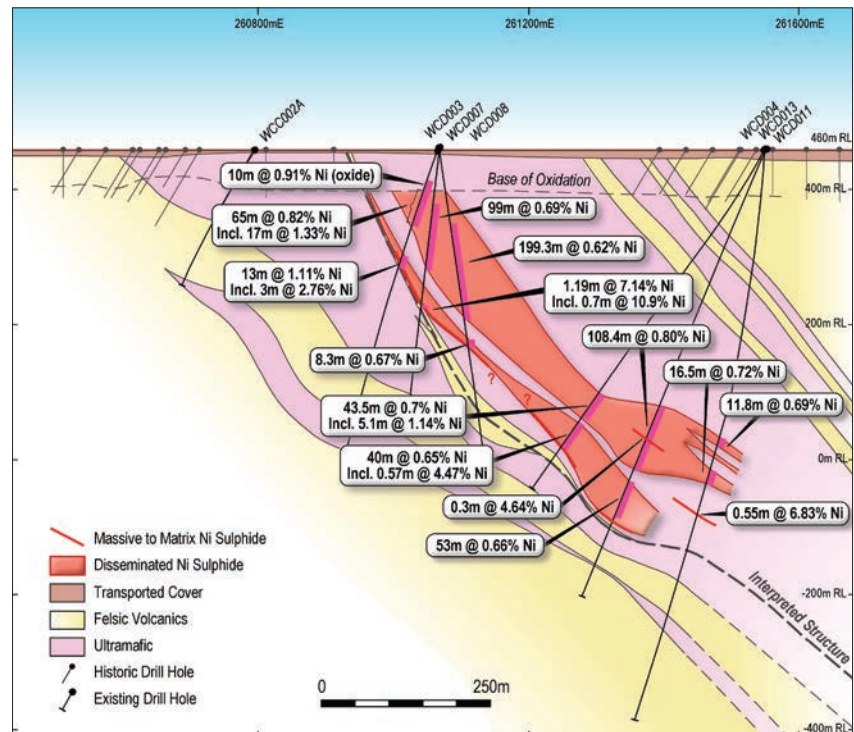 260800mE
261200mE
261600mE
WCC002A
WCD003
WCD007
WCD008
WCD004
WCD013
WCD011
460m RL
10m @ 0.91% Ni (oxide)
Base of Oxidation
400m RL
65m @ 0.82% Ni
Incl. 17m @ 1.33% Ni
99m @ 0.69% Ni
199.3m @ 0.62% Ni
13m @ 1.11% Ni
Incl. 3m @ 2.76% Ni
1.19m @ 7.14% Ni
Incl. 0.7m @ 10.9% Ni
200m RL
108.4m @ 0.80% Ni
8.3m @ 0.67% Ni
16.5m @ 0.72% Ni
?
?
43.5m @ 0.7% Ni
Incl. 5.1m @ 1.14% Ni
11.8m @ 0.69% Ni
40m @ 0.65% Ni
Incl. 0.57m @ 4.47% Ni
0m RL
0.3m @ 4.64% Ni
0.55m @ 6.83% Ni
53m @ 0.66% Ni
Massive to Matrix Ni Sulphide
Disseminated Ni Sulphide
Transported Cover
Felsic Volcanics
Ultramafic
Historic Drill Hole
Existing Drill Hole
Interpreted Structure
-200m RL
0
250m
-400m RL